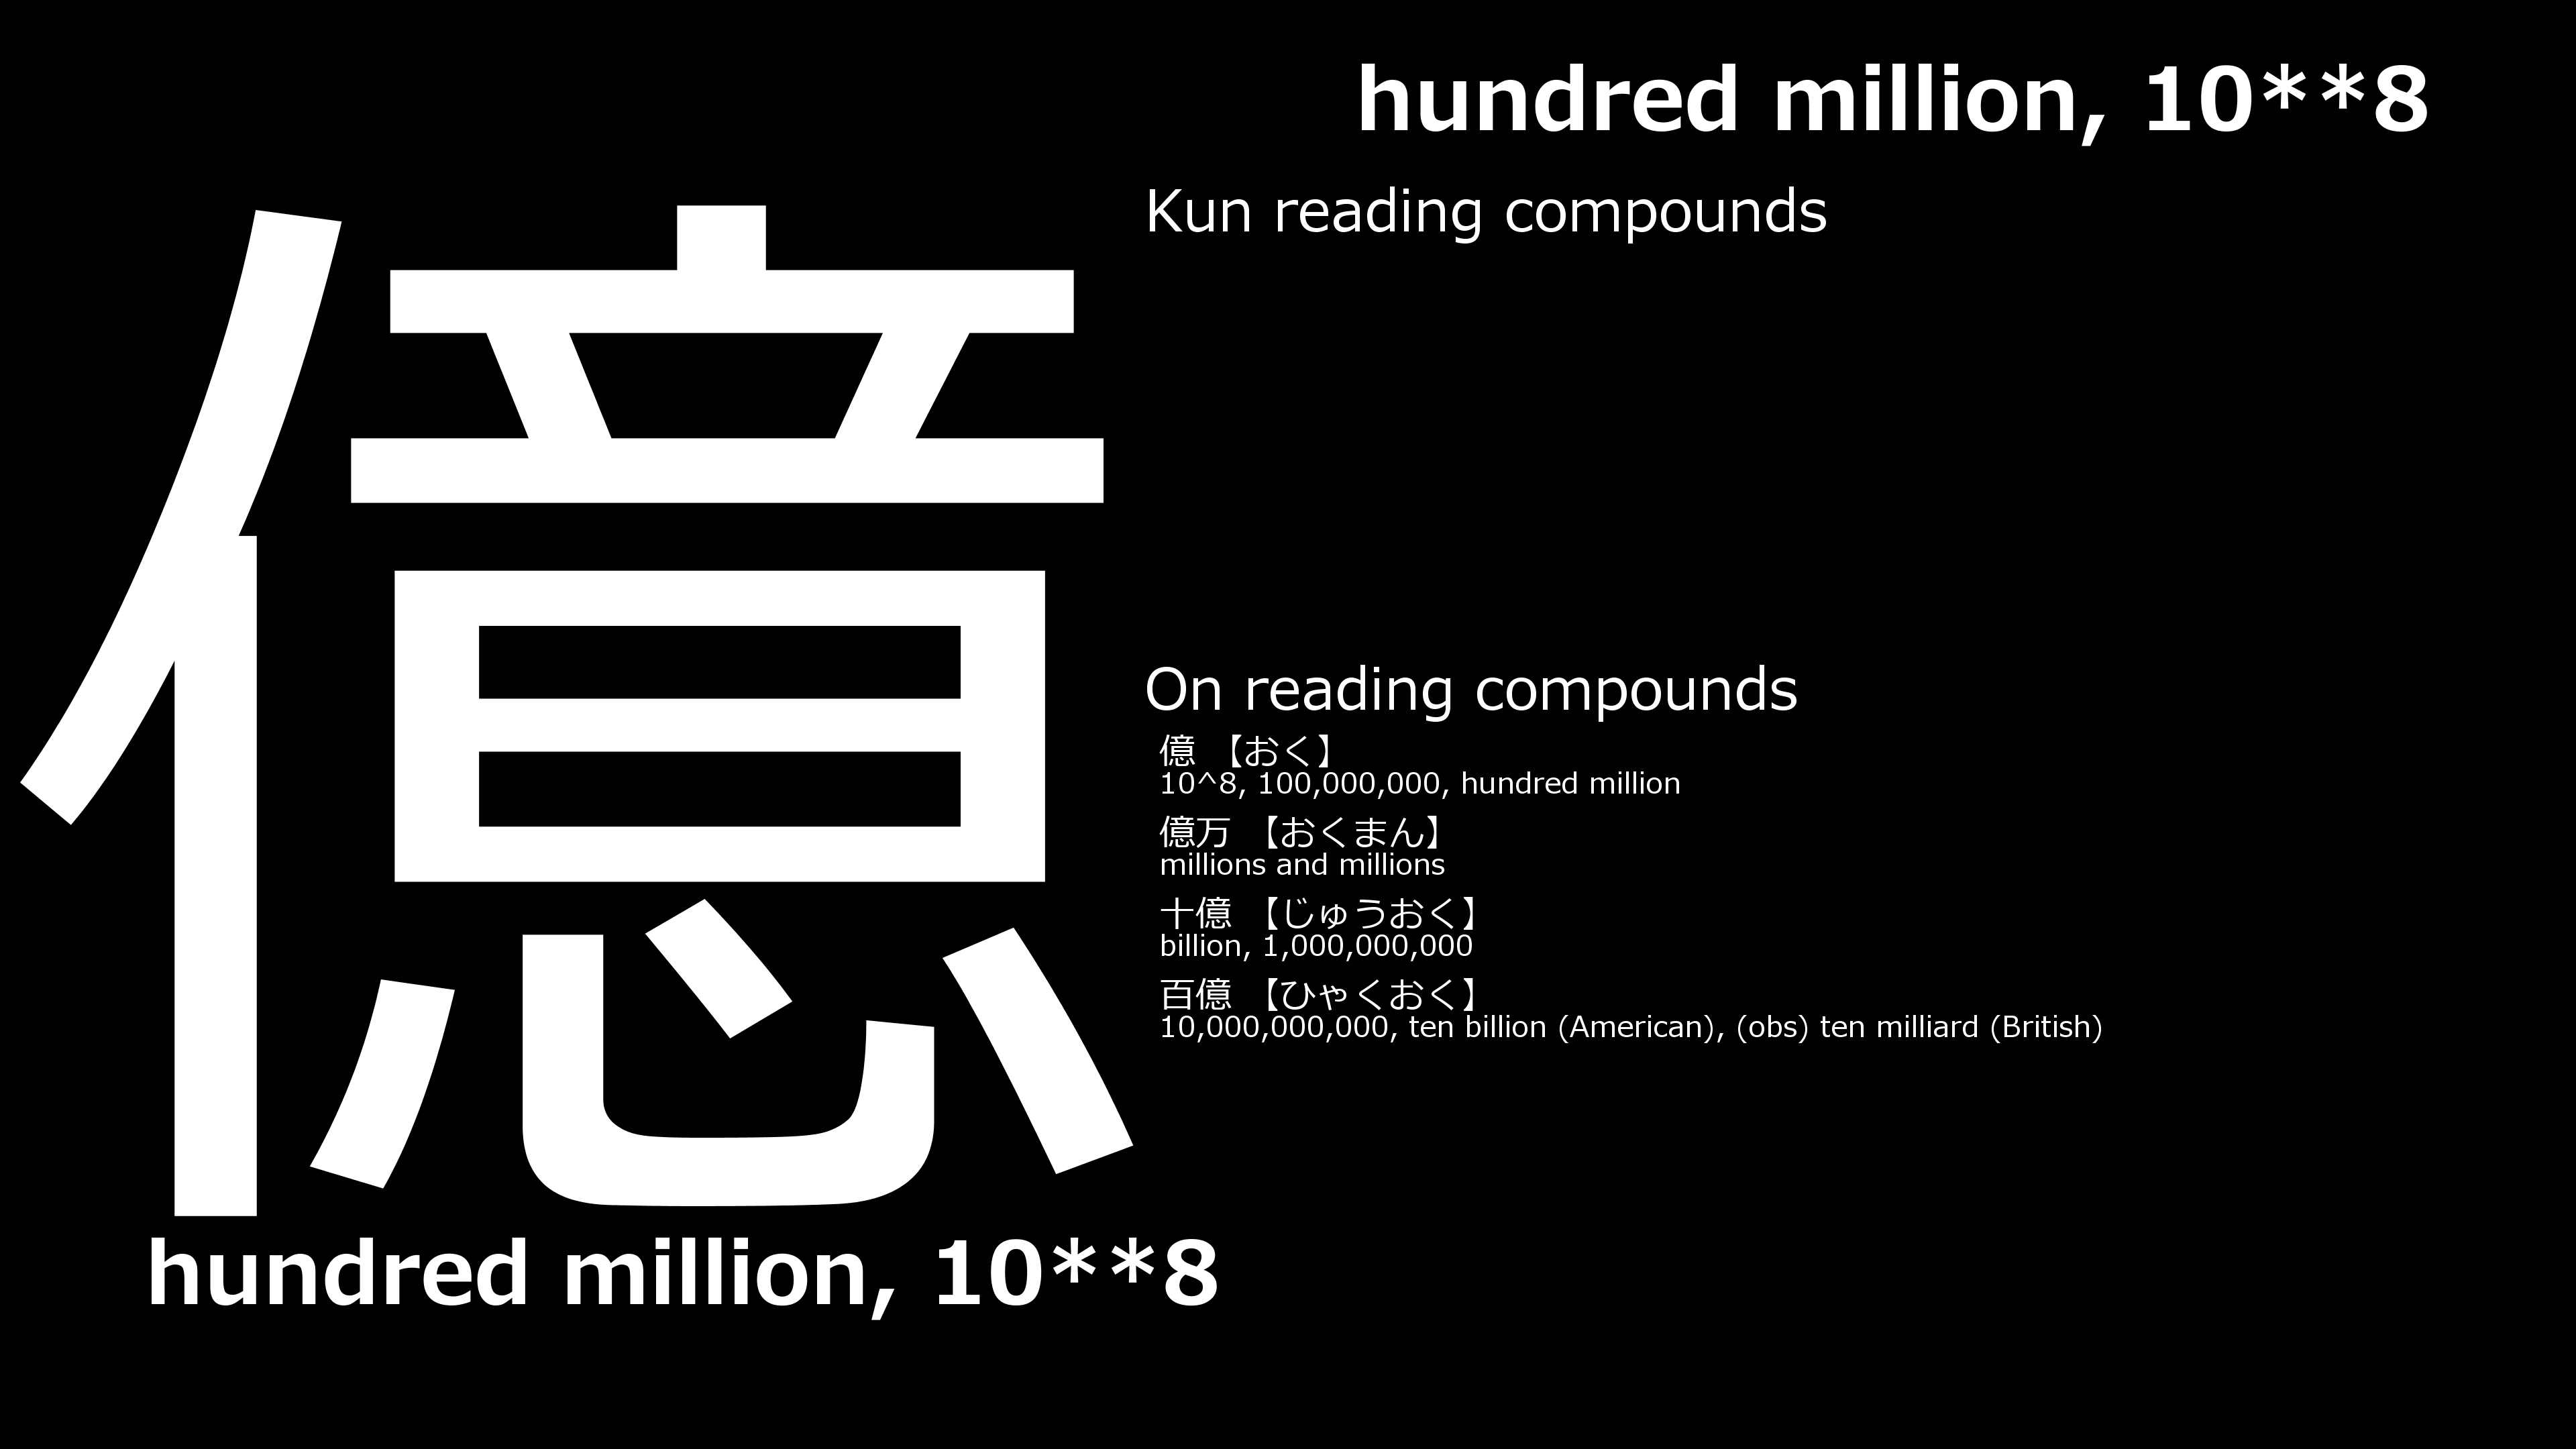 hundred million, 10**8
億
Kun reading compounds
On reading compounds
億 【おく】
10^8, 100,000,000, hundred million
億万 【おくまん】
millions and millions
十億 【じゅうおく】
billion, 1,000,000,000
百億 【ひゃくおく】
10,000,000,000, ten billion (American), (obs) ten milliard (British)
hundred million, 10**8